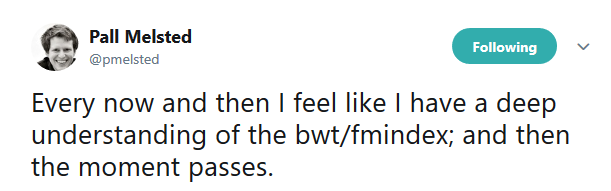 Pall Melsted
Following
@pmelsted
Every now and then I feel like I have a deep
understanding of the bwt/fmindex; and then
the moment passes.